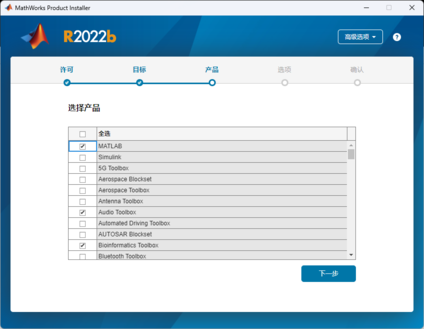 MathWorks Product Installer
R2022b
高级选项
?
许可
目标
产品
选项
确认
选择产品
全选
MATLAB
Simulink
5G Toolbox
Aerospace Blockset
Aerospace Toolbox
Antenna Toolbox
Audio Toolbox
Automated Driving Toolbox
AUTOSAR Blockset
Bioinformatics Toolbox
Bluetooth Toolbox
下一步